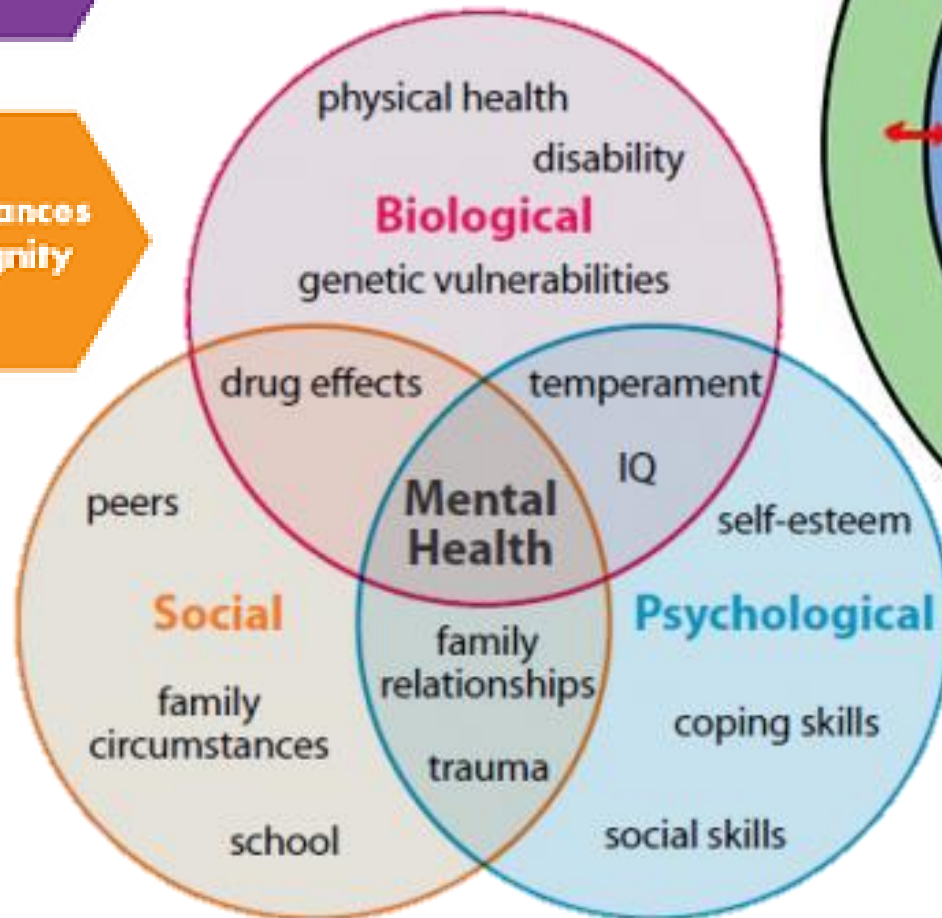 physical health
disability
Biological
genetic vulnerabilities
drug effects
temperament
IQ
Mental
Health
peers
self-esteem
Social
Psychological
family
relationships
family
circumstances
coping skills
trauma
school
social skills